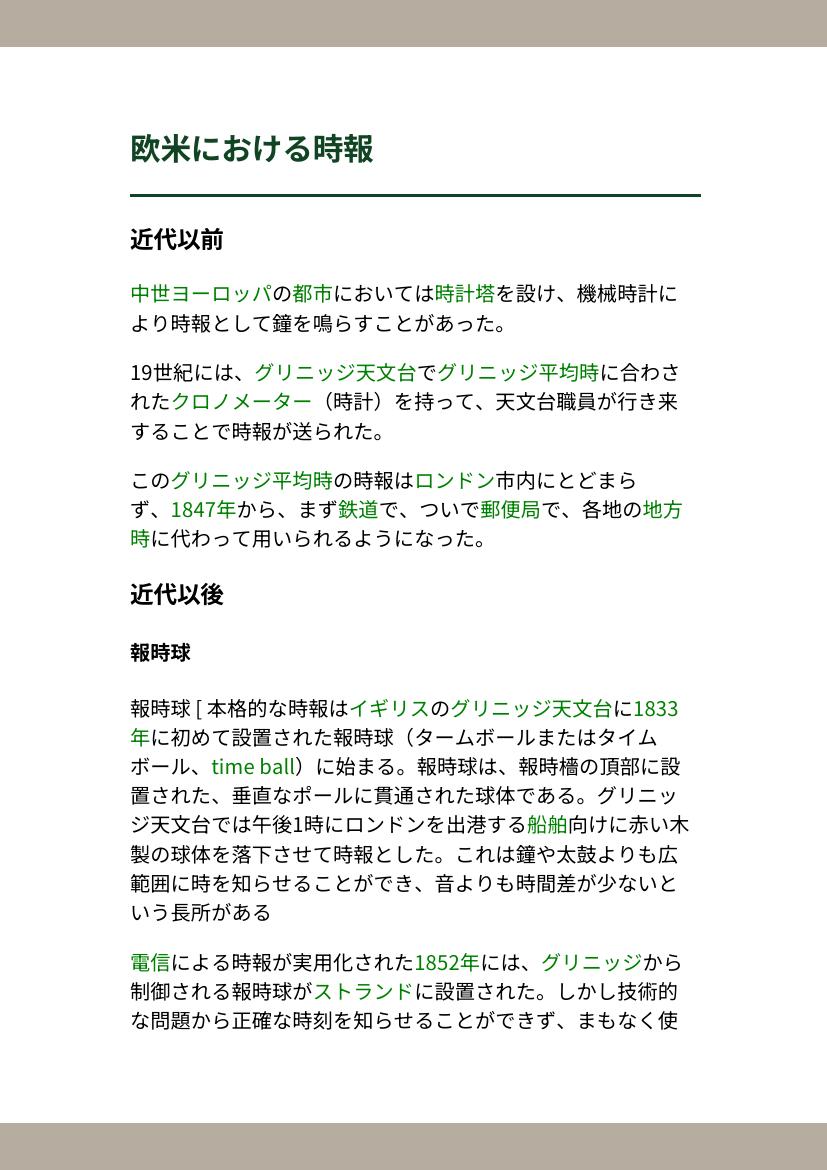 欧米における時報
近代以前
中世ヨーロッパの都市においては時計塔を設け、機械時計に
より時報として鐘を鳴らすことがあった。
19世紀には、グリニッジ天文台でグリニッジ平均時に合わさ
れたクロノメーター（時計）を持って、天文台職員が行き来
することで時報が送られた。
このグリニッジ平均時の時報はロンドン市内にとどまら
ず、1847年から、まず鉄道で、ついで郵便局で、各地の地方
時に代わって用いられるようになった。
近代以後
報時球
報時球 [ 本格的な時報はイギリスのグリニッジ天文台に1833
年に初めて設置された報時球（タームボールまたはタイム
ボール、time ball）に始まる。報時球は、報時檣の頂部に設
置された、垂直なポールに貫通された球体である。グリニッ
ジ天文台では午後1時にロンドンを出港する船舶向けに赤い木
製の球体を落下させて時報とした。これは鐘や太鼓よりも広
範囲に時を知らせることができ、音よりも時間差が少ないと
いう長所がある
電信による時報が実用化された1852年には、グリニッジから
制御される報時球がストランドに設置された。しかし技術的
な問題から正確な時刻を知らせることができず、まもなく使